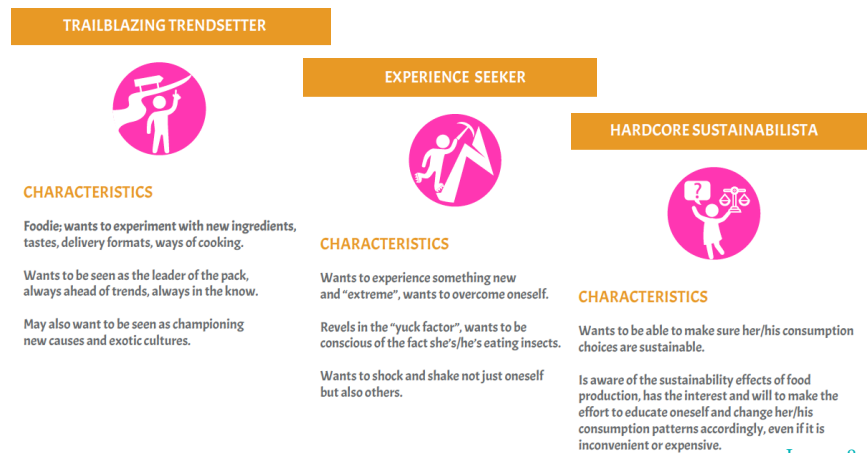 TRAILBLAZING TRENDSETTER
CHARACTERISTICS
Foodie; wants to experiment with new ingredients,
tastes, delivery formats, ways of cooking.
Wants to be seen as the leader of the pack,
always ahead of trends, always in the know.
May also want to be seen as championing
new causes and exotic cultures.
EXPERIENCE SEEKER
CHARACTERISTICS
Wants to experience something new
and “extreme”, wants to overcome oneself.
Revels in the “yuck factor”, wants to be
conscious of the fact she’s/he’s eating insects.
Wants to shock and shake not just oneself
but also others.
HARDCORE SUSTAINABILISTA
?
CHARACTERISTICS
Wants to be able to make sure her/his consumption
choices are sustainable.
Is aware of the sustainability effects of food
production, has the interest and will to make the
effort to educate oneself and change her/his
consumption patterns accordingly, even if it is
inconvenient or expensive.